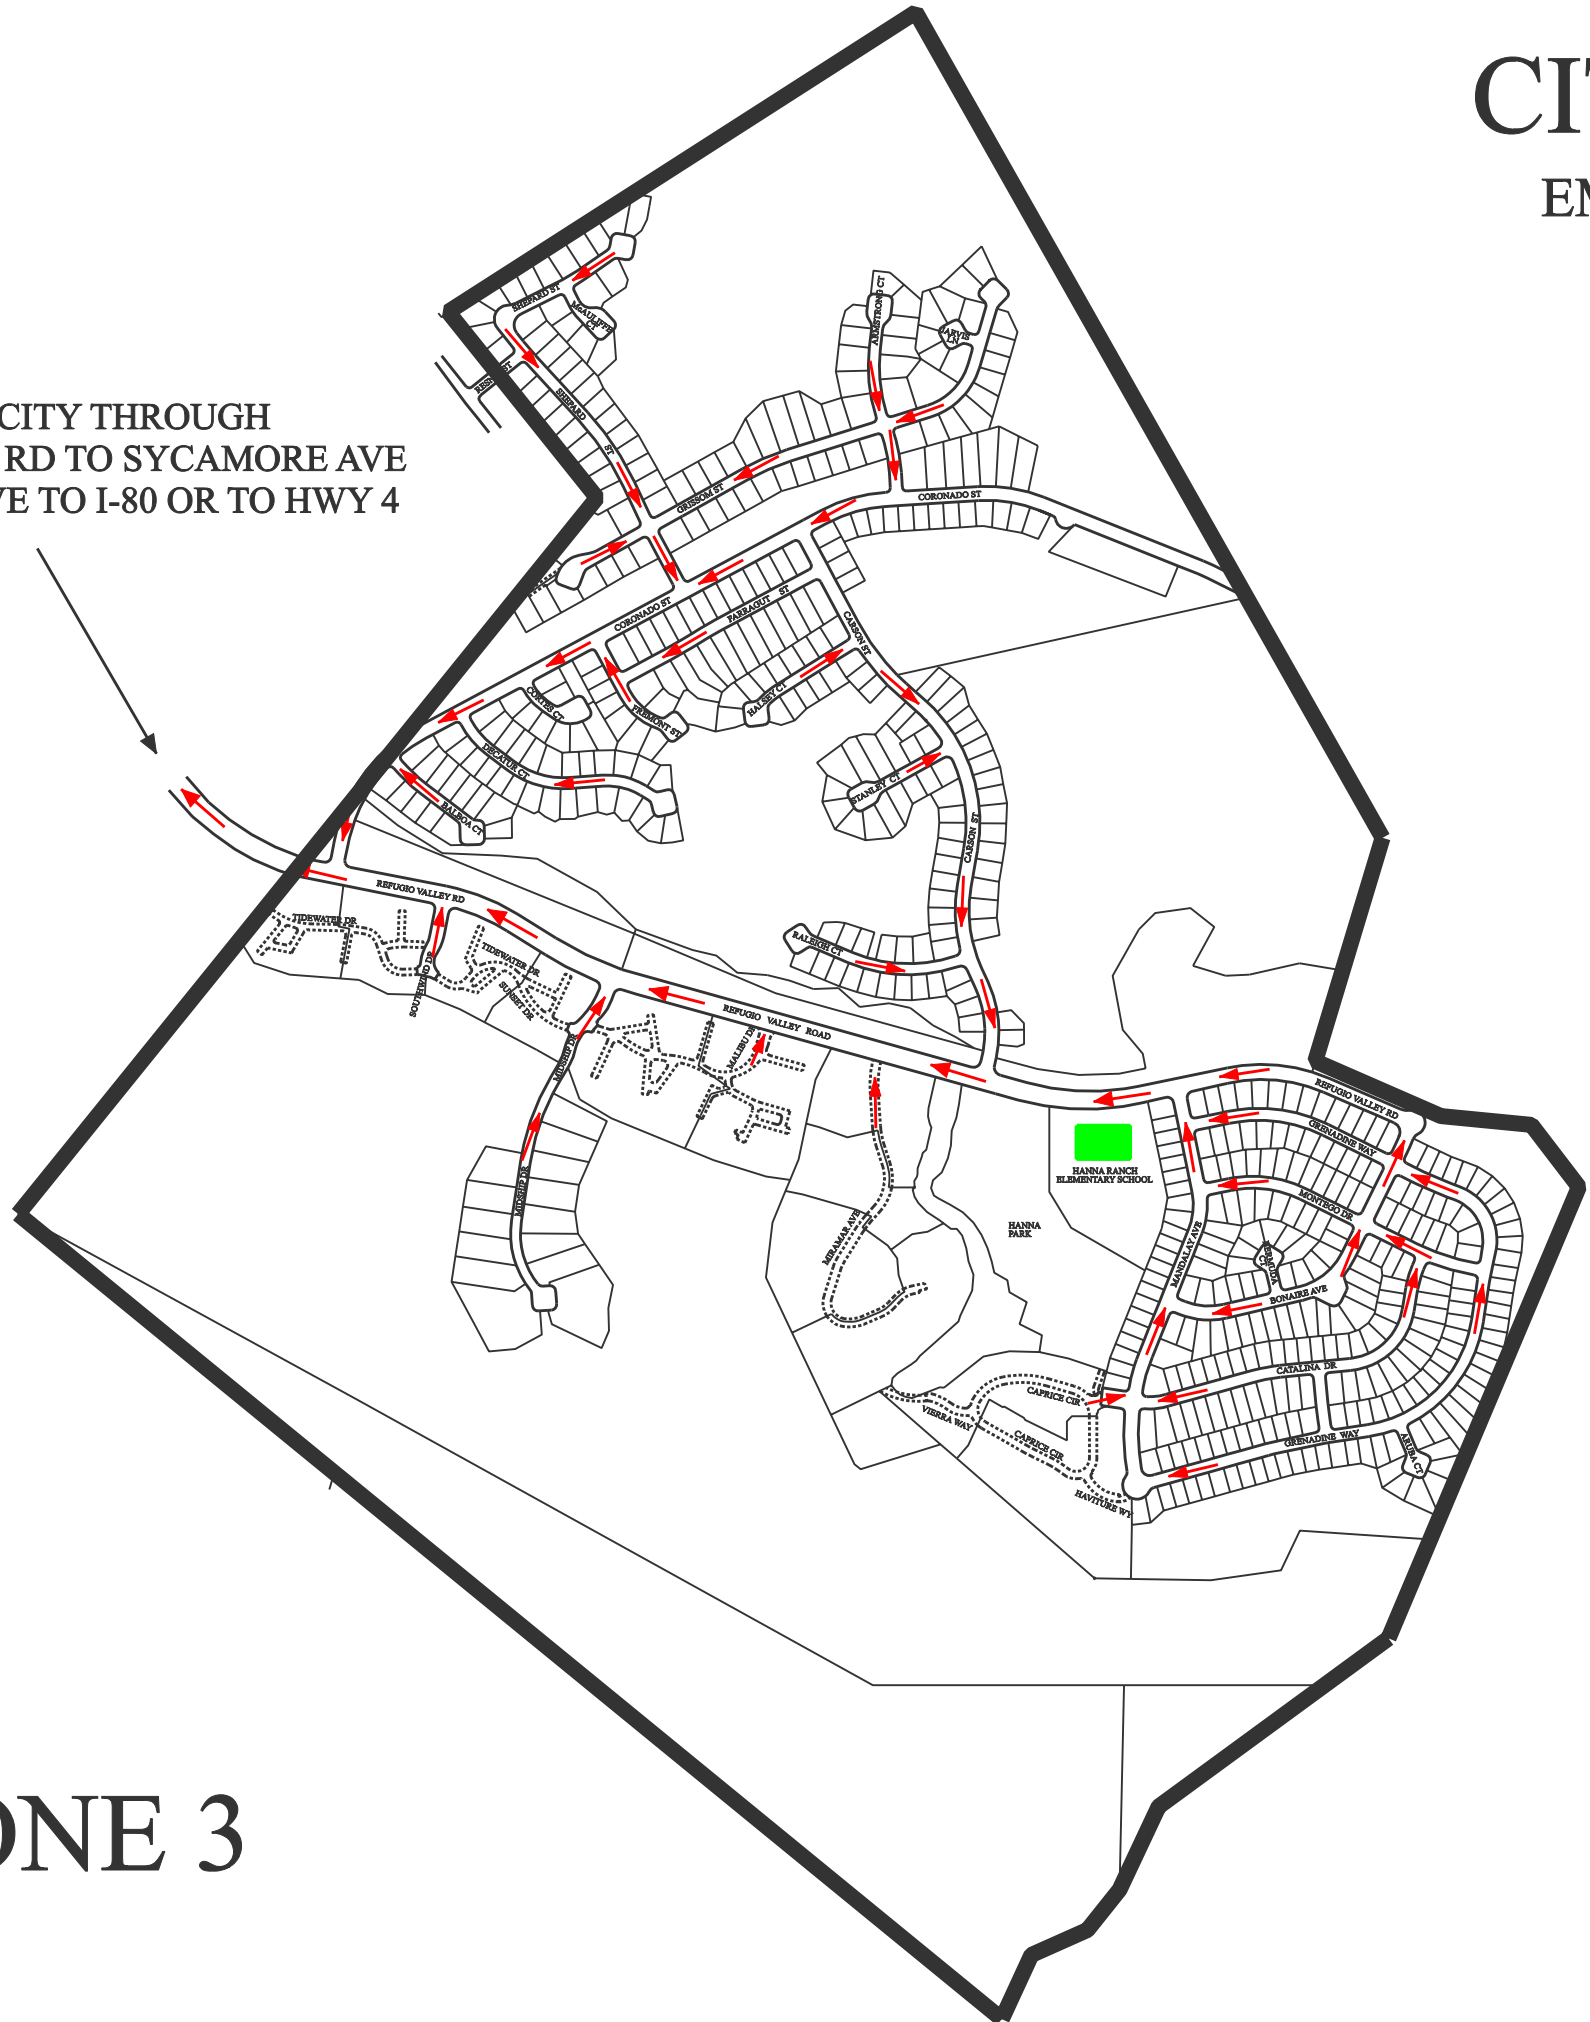 CIT
EM
CITY THROUGH
RD TO SYCAMORE AVE
VE TO I-80 OR TO HWY 4
SHEPARD ST
McAULIFFE
CT
SHEPARD
ST
ARMSTRONG CT
JARVIS
LN
GRISSOM ST
CORONADO ST
CORONADO ST
FARRAGUT ST
CARSON ST
CORTES CT
FREMONT ST
HALSEY CT
DECATUR CT
BALBOA CT
STANLEY CT
CARSON ST
REFUGIO VALLEY RD
TIDEWATER DR
TIDEWATER DR
SUNSET DR
SOUTHWIND DR
RALEIGH CT
REFUGIO VALLEY ROAD
MIDSHIP DR
MALIBU DR
MIDSHIP DR
MIRAMAR AVE
HANNA RANCH
ELEMENTARY SCHOOL
HANNA
PARK
REFUGIO VALLEY RD
GRENADINE WAY
MONTEGO DR
MANDALAY AVE
BERMUDA
CT
BONAIRE AVE
CATALINA DR
GRENADINE WAY
ARUBA CT
CAPRICE CIR
VIERRA WAY
CAPRICE CIR
HAVITURE WY
ONE 3